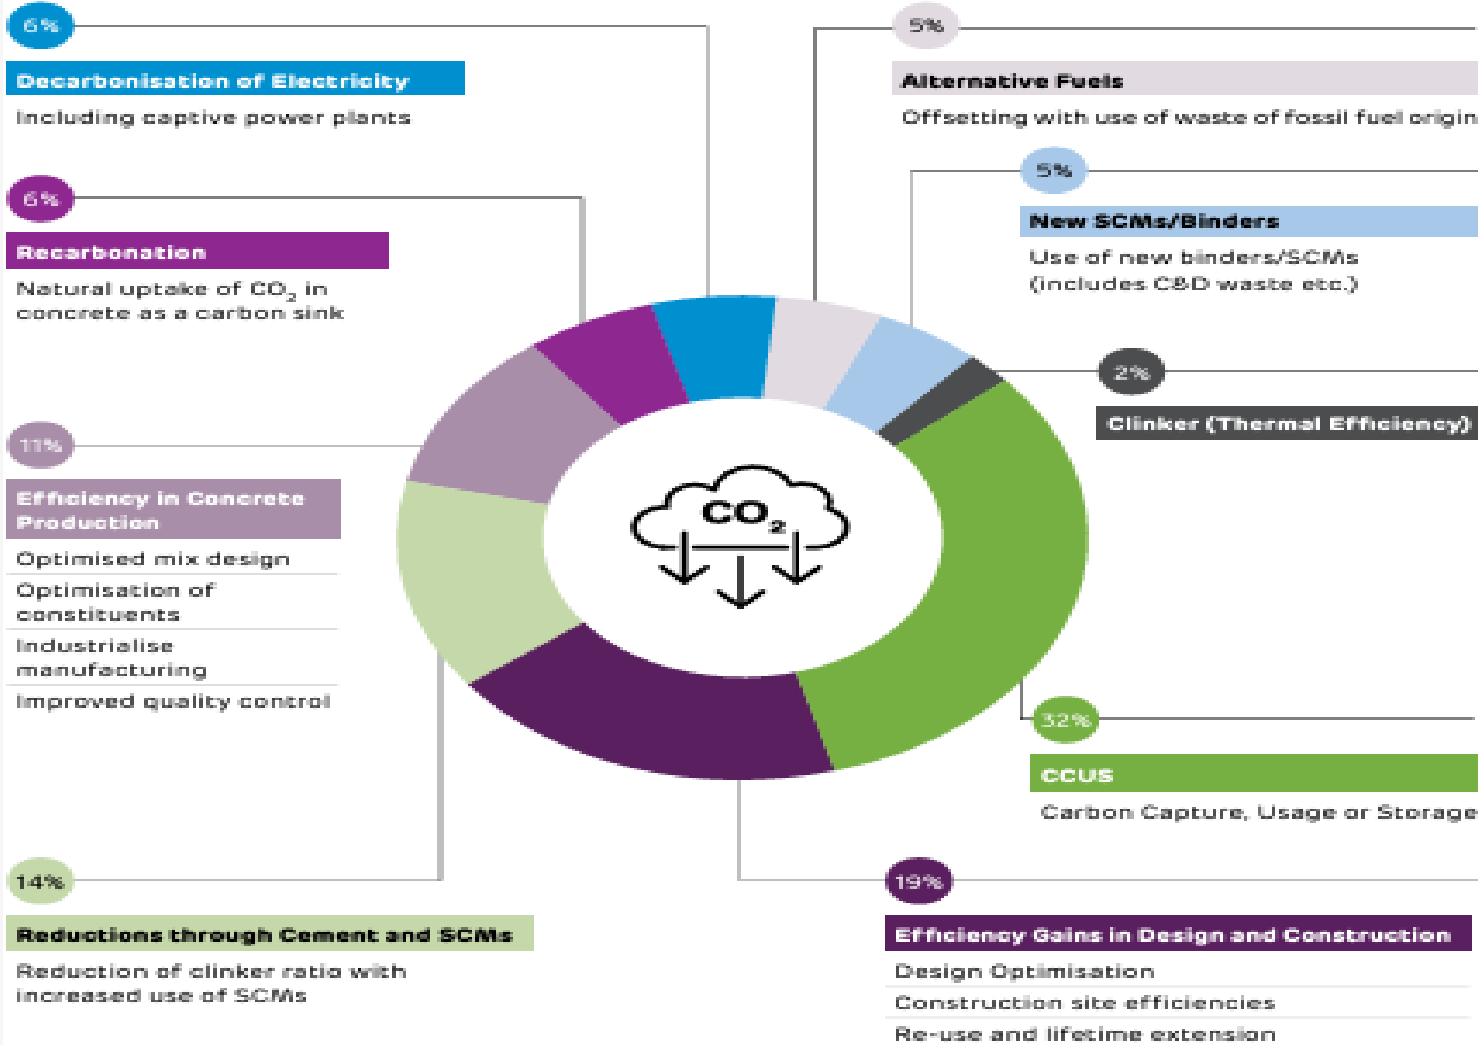 6%
Decarbonisation of Electricity
Including captive power plants
6%
Recarbonation
Natural uptake of CO₂ in
concrete as a carbon sink
11%
Efficiency in Concrete
Production
Optimised mix design
Optimisation of
constituents
Industrialise
manufacturing
Improved quality control
14%
Reductions through Cement and SCMs
Reduction of clinker ratio with
increased use of SCMs
CO₂
5%
Alternative Fuels
Offsetting with use of waste of fossil fuel origin
5%
New SCMs/Binders
Use of new binders/SCMs
(includes C&D waste etc.)
2%
Clinker (Thermal Efficiency)
32%
CCUS
Carbon Capture, Usage or Storage
19%
Efficiency Gains in Design and Construction
Design Optimisation
Construction site efficiencies
Re-use and lifetime extension